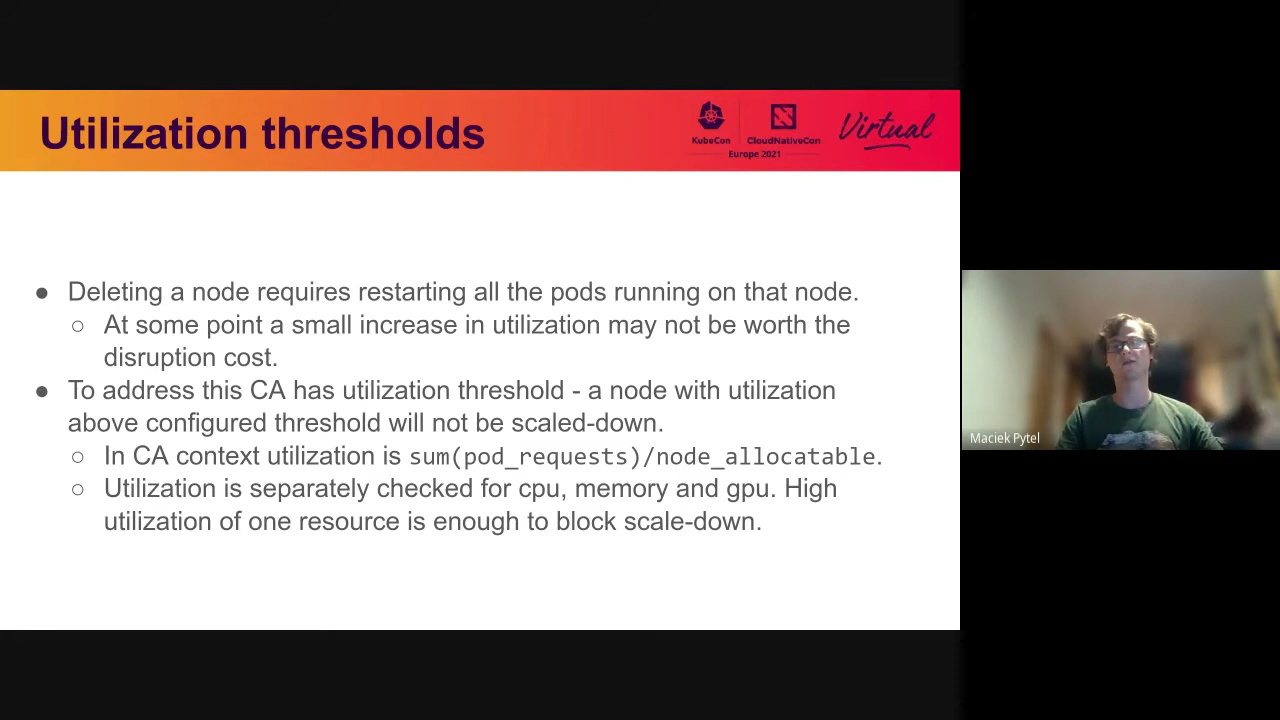 Utilization thresholds
KubeCon
CloudNativeCon
Europe 2021
Virtual
● Deleting a node requires restarting all the pods running on that node.
○ At some point a small increase in utilization may not be worth the
disruption cost.
● To address this CA has utilization threshold - a node with utilization
above configured threshold will not be scaled-down.
○ In CA context utilization is sum(pod_requests)/node_allocatable.
○ Utilization is separately checked for cpu, memory and gpu. High
utilization of one resource is enough to block scale-down.
Maciek Pytel